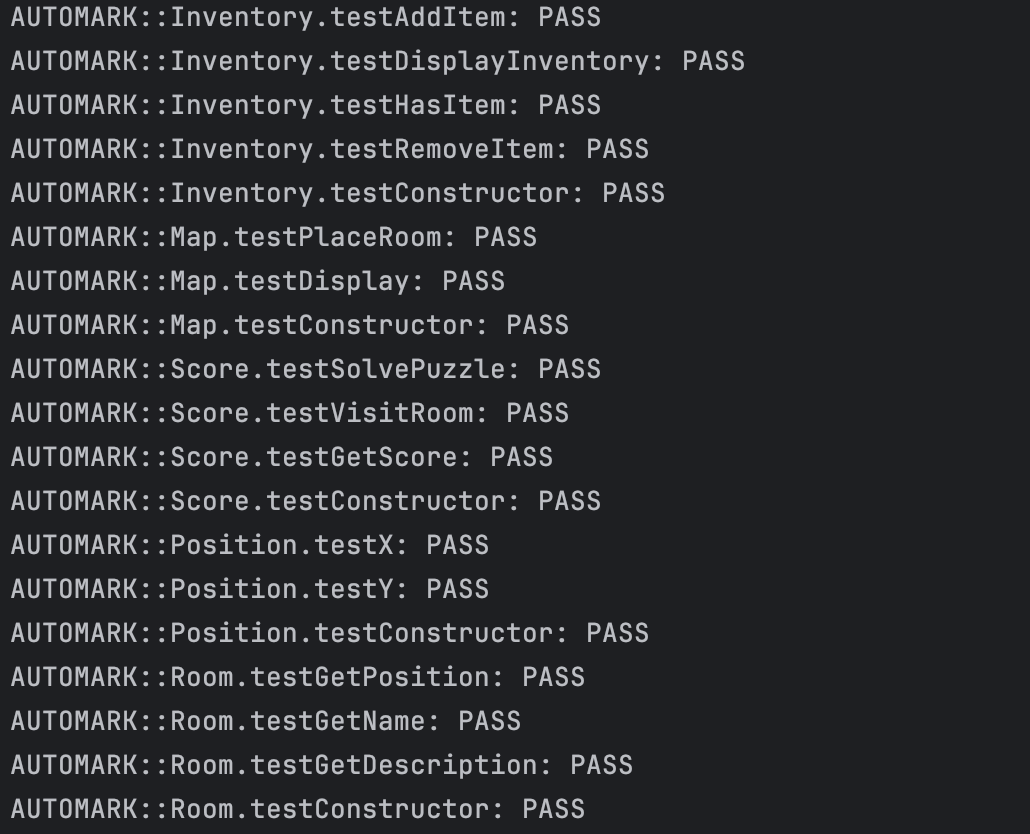 AUTOMARK::Inventory.testAddItem: PASS
AUTOMARK::Inventory.testDisplayInventory: PASS
AUTOMARK::Inventory.testHasItem: PASS
AUTOMARK::Inventory.testRemoveItem: PASS
AUTOMARK::Inventory.testConstructor: PASS
AUTOMARK::Map.testPlaceRoom: PASS
AUTOMARK::Map.testDisplay: PASS
AUTOMARK::Map.testConstructor: PASS
AUTOMARK::Score.testSolvePuzzle: PASS
AUTOMARK::Score.testVisitRoom: PASS
AUTOMARK::Score.testGetScore: PASS
AUTOMARK::Score.testConstructor: PASS
AUTOMARK::Position.testX: PASS
AUTOMARK::Position.testY: PASS
AUTOMARK::Position.testConstructor: PASS
AUTOMARK::Room.testGetPosition: PASS
AUTOMARK::Room.testGetName: PASS
AUTOMARK::Room.testGetDescription: PASS
AUTOMARK::Room.testConstructor: PASS